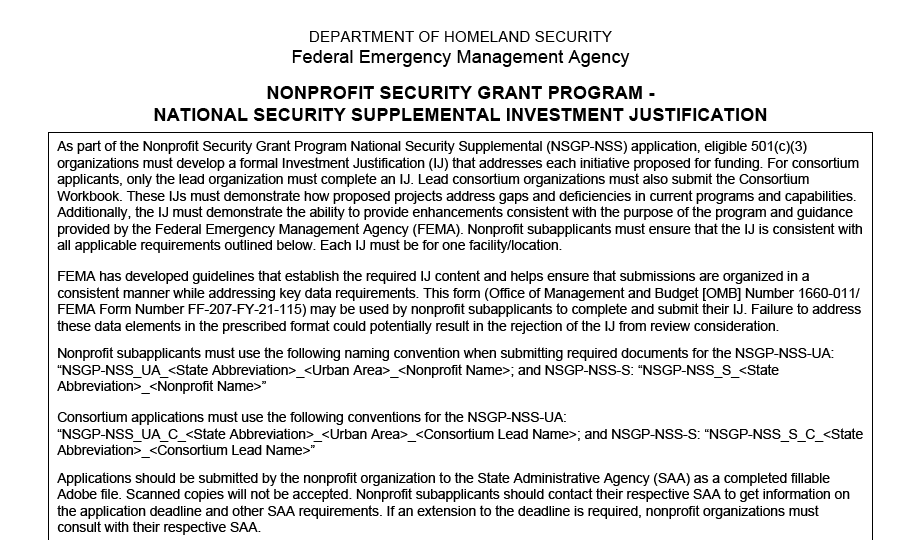 DEPARTMENT OF HOMELAND SECURITY
Federal Emergency Management Agency
NONPROFIT SECURITY GRANT PROGRAM -
NATIONAL SECURITY SUPPLEMENTAL INVESTMENT JUSTIFICATION
As part of the Nonprofit Security Grant Program National Security Supplemental (NSGP-NSS) application, eligible 501(c)(3)
organizations must develop a formal Investment Justification (IJ) that addresses each initiative proposed for funding. For consortium
applicants, only the lead organization must complete an IJ. Lead consortium organizations must also submit the Consortium
Workbook. These IJs must demonstrate how proposed projects address gaps and deficiencies in current programs and capabilities.
Additionally, the IJ must demonstrate the ability to provide enhancements consistent with the purpose of the program and guidance
provided by the Federal Emergency Management Agency (FEMA). Nonprofit subapplicants must ensure that the IJ is consistent with
all applicable requirements outlined below. Each IJ must be for one facility/location.
FEMA has developed guidelines that establish the required IJ content and helps ensure that submissions are organized in a
consistent manner while addressing key data requirements. This form (Office of Management and Budget [OMB] Number 1660-011/
FEMA Form Number FF-207-FY-21-115) may be used by nonprofit subapplicants to complete and submit their IJ. Failure to address
these data elements in the prescribed format could potentially result in the rejection of the IJ from review consideration.
Nonprofit subapplicants must use the following naming convention when submitting required documents for the NSGP-NSS-UA:
“NSGP-NSS_UA_<State Abbreviation>_<Urban Area>_<Nonprofit Name>; and NSGP-NSS-S: “NSGP-NSS_S_<State
Abbreviation>_<Nonprofit Name>”
Consortium applications must use the following conventions for the NSGP-NSS-UA:
“NSGP-NSS_UA_C_<State Abbreviation>_<Urban Area>_<Consortium Lead Name>; and NSGP-NSS-S: “NSGP-NSS_S_C_<State
Abbreviation>_<Consortium Lead Name>”
Applications should be submitted by the nonprofit organization to the State Administrative Agency (SAA) as a completed fillable
Adobe file. Scanned copies will not be accepted. Nonprofit subapplicants should contact their respective SAA to get information on
the application deadline and other SAA requirements. If an extension to the deadline is required, nonprofit organizations must
consult with their respective SAA.